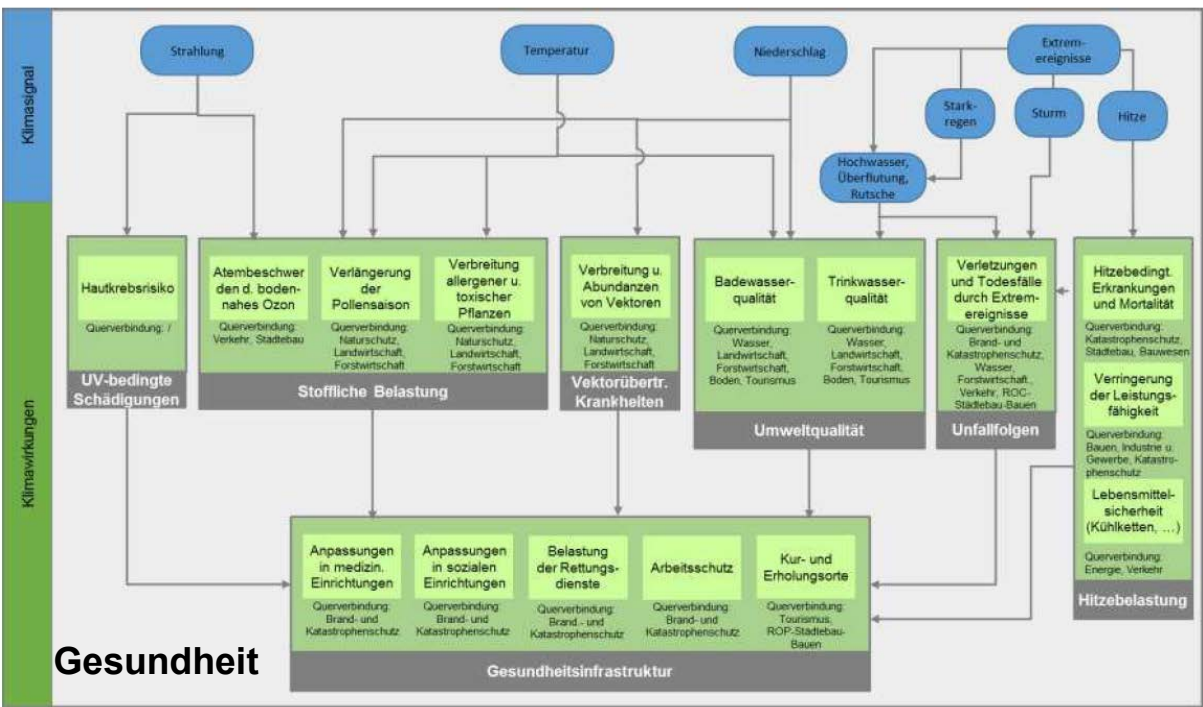 Klimasignal
Strahlung
Temperatur
Niederschlag
Extrem-
ereignisse
Stark-
regen
Sturm
Hitze
Hochwasser,
Überflutung,
Rutsche
Klimawirkungen
Hautkrebsrisiko
Querverbindung: /
UV-bedingte
Schädigungen
Atembeschwer
den d. boden-
nahes Ozon
Querverbindung:
Verkehr, Städtebau
Verlängerung
der
Pollensaison
Querverbindung:
Naturschutz,
Landwirtschaft,
Forstwirtschaft
Verbreitung
allergener u.
toxischer
Pflanzen
Querverbindung:
Naturschutz,
Landwirtschaft,
Forstwirtschaft
Stoffliche Belastung
Verbreitung u.
Abundanzen
von Vektoren
Querverbindung:
Naturschutz,
Landwirtschaft,
Forstwirtschaft
Vektorübertr.
Krankheiten
Badewasser-
qualität
Querverbindung:
Wasser,
Landwirtschaft,
Forstwirtschaft,
Boden, Tourismus
Trinkwasser-
qualität
Querverbindung:
Wasser,
Landwirtschaft,
Forstwirtschaft,
Boden, Tourismus
Umweltqualität
Verletzungen
und Todesfälle
durch Extrem-
ereignisse
Querverbindung:
Brand- und
Katastrophenschutz,
Wasser,
Forstwirtschaft.,
Verkehr, ROC-
Städtebau-Bauen
Unfallfolgen
Hitzebedingt.
Erkrankungen
und Mortalität
Querverbindung:
Katastrophenschutz,
Städtebau, Bauwesen
Verringerung
der Leistungs-
fähigkeit
Querverbindung:
Bauen, Industrie u.
Gewerbe, Katastro-
phenschutz
Lebensmittel-
sicherheit
(Kühlketten, …)
Querverbindung:
Energie, Verkehr
Hitzebelastung
Anpassungen
in medizin.
Einrichtungen
Querverbindung:
Brand- und
Katastrophenschutz
Anpassungen
in sozialen
Einrichtungen
Querverbindung:
Brand- und
Katastrophenschutz
Belastung
der Rettungs-
dienste
Querverbindung:
Brand.- und
Katastrophenschutz
Arbeitsschutz
Querverbindung:
Brand- und
Katastrophenschutz
Kur- und
Erholungsorte
Querverbindung:
Tourismus,
ROP-Städtebau-
Bauen
Gesundheitsinfrastruktur
Gesundheit